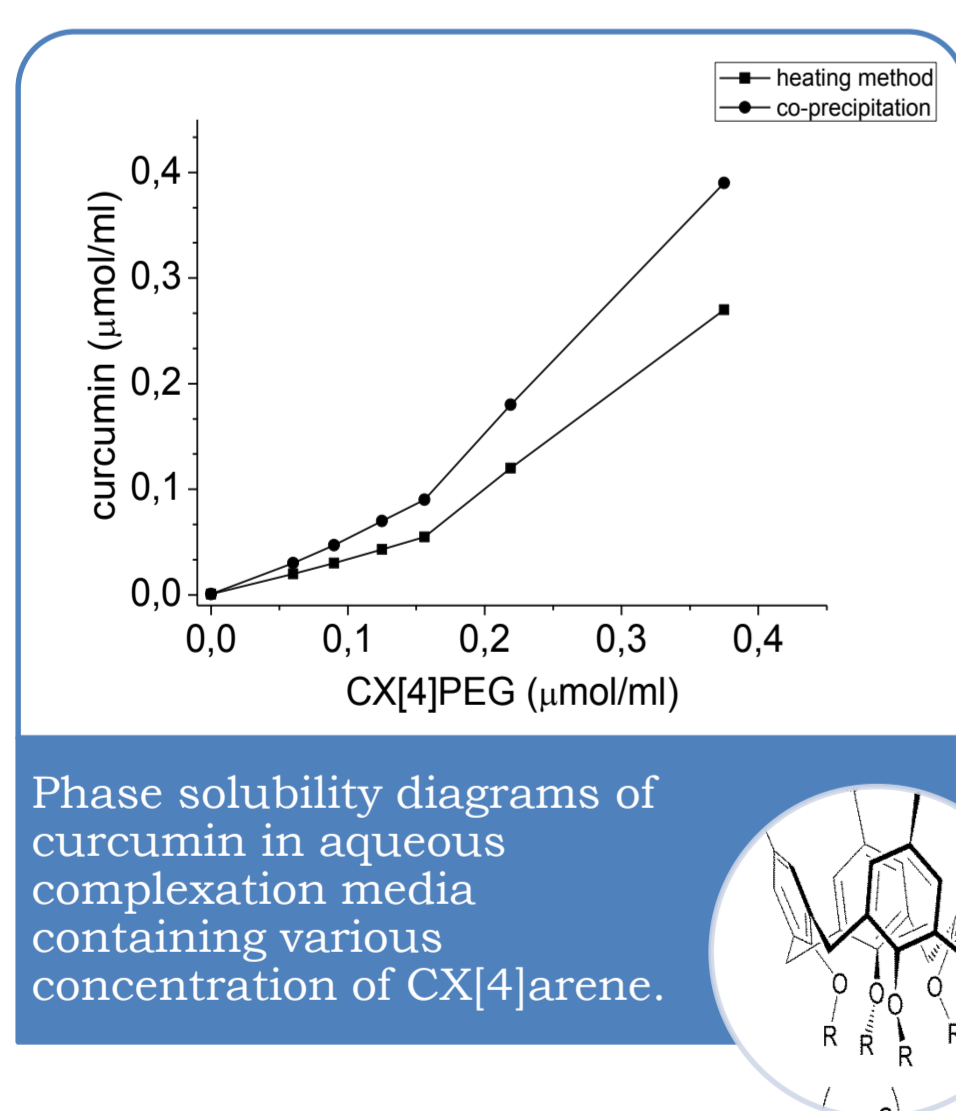 heating method
co-precipitation
curcumin (μmol/ml)
0,4
0,3
0,2
0,1
0,0
0,0 0,1 0,2 0,3 0,4
CX[4]PEG (μmol/ml)
Phase solubility diagrams of
curcumin in aqueous
complexation media
containing various
concentration of CX[4]arene.
O O O O
R R R R